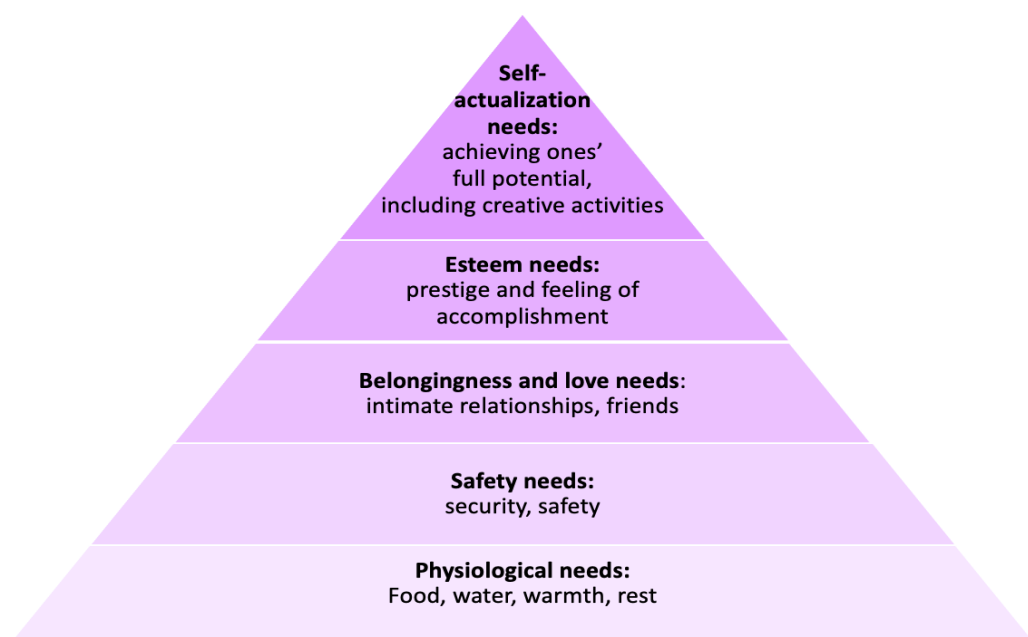 Self-
actualization
needs:
achieving ones’
full potential,
including creative activities
Esteem needs:
prestige and feeling of
accomplishment
Belongingness and love needs:
intimate relationships, friends
Safety needs:
security, safety
Physiological needs:
Food, water, warmth, rest